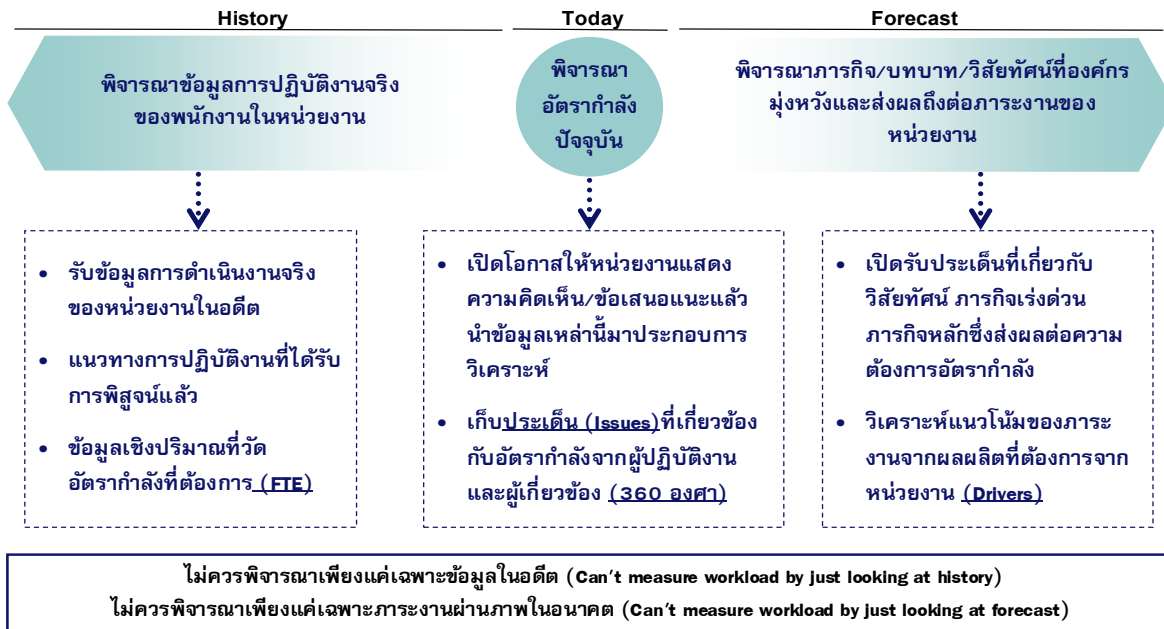 History
Today
Forecast
พิจารณาข้อมูลการปฏิบัติงานจริง
ของพนักงานในหน่วยงาน
พิจารณา
อัตรากำลัง
ปัจจุบัน
พิจารณาภารกิจ/บทบาท/วิสัยทัศน์ที่องค์กร
มุ่งหวังและส่งผลถึงต่อภาระงานของ
หน่วยงาน
• รับข้อมูลการดำเนินงานจริง
ของหน่วยงานในอดีต
• แนวทางการปฏิบัติงานที่ได้รับ
การพิสูจน์แล้ว
• ข้อมูลเชิงปริมาณที่วัด
อัตรากำลังที่ต้องการ (FTE)
• เปิดโอกาสให้หน่วยงานแสดง
ความคิดเห็น/ข้อเสนอแนะแล้ว
นำข้อมูลเหล่านี้มาประกอบการ
วิเคราะห์
• เก็บประเด็น (Issues)ที่เกี่ยวข้อง
กับอัตรากำลังจากผู้ปฏิบัติงาน
และผู้เกี่ยวข้อง (360 องศา)
• เปิดรับประเด็นที่เกี่ยวกับ
วิสัยทัศน์ ภารกิจเร่งด่วน
ภารกิจหลักซึ่งส่งผลต่อความ
ต้องการอัตรากำลัง
• วิเคราะห์แนวโน้มของภาระ
งานจากผลผลิตที่ต้องการจาก
หน่วยงาน (Drivers)
ไม่ควรพิจารณาเพียงแค่เฉพาะข้อมูลในอดีต (Can't measure workload by just looking at history)
ไม่ควรพิจารณาเพียงแค่เฉพาะภาระงานผ่านภาพในอนาคต (Can't measure workload by just looking at forecast)